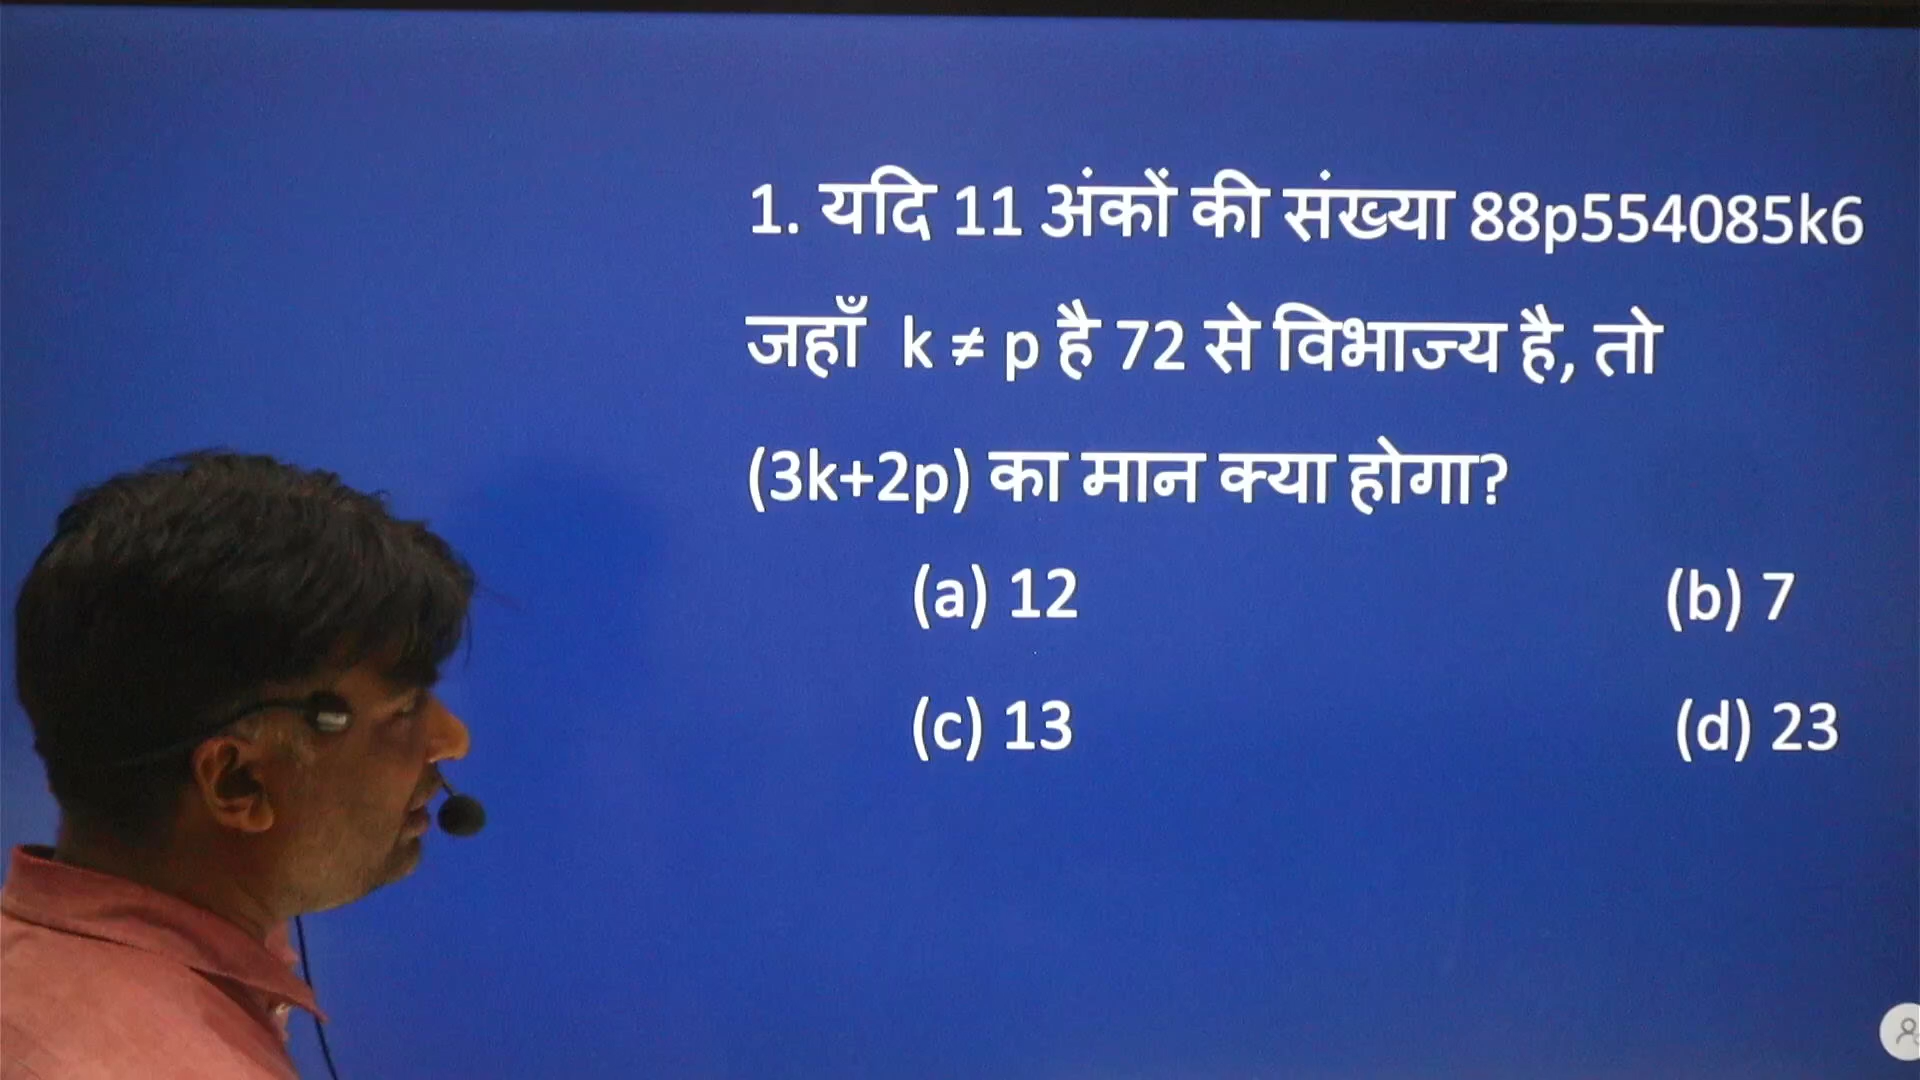 1. यदि 11 अंकों की संख्या 88p554085k6
जहाँ k ≠ p है 72 से विभाज्य है, तो
(3k+2p) का मान क्या होगा?
(a) 12 (b) 7
(c) 13 (d) 23